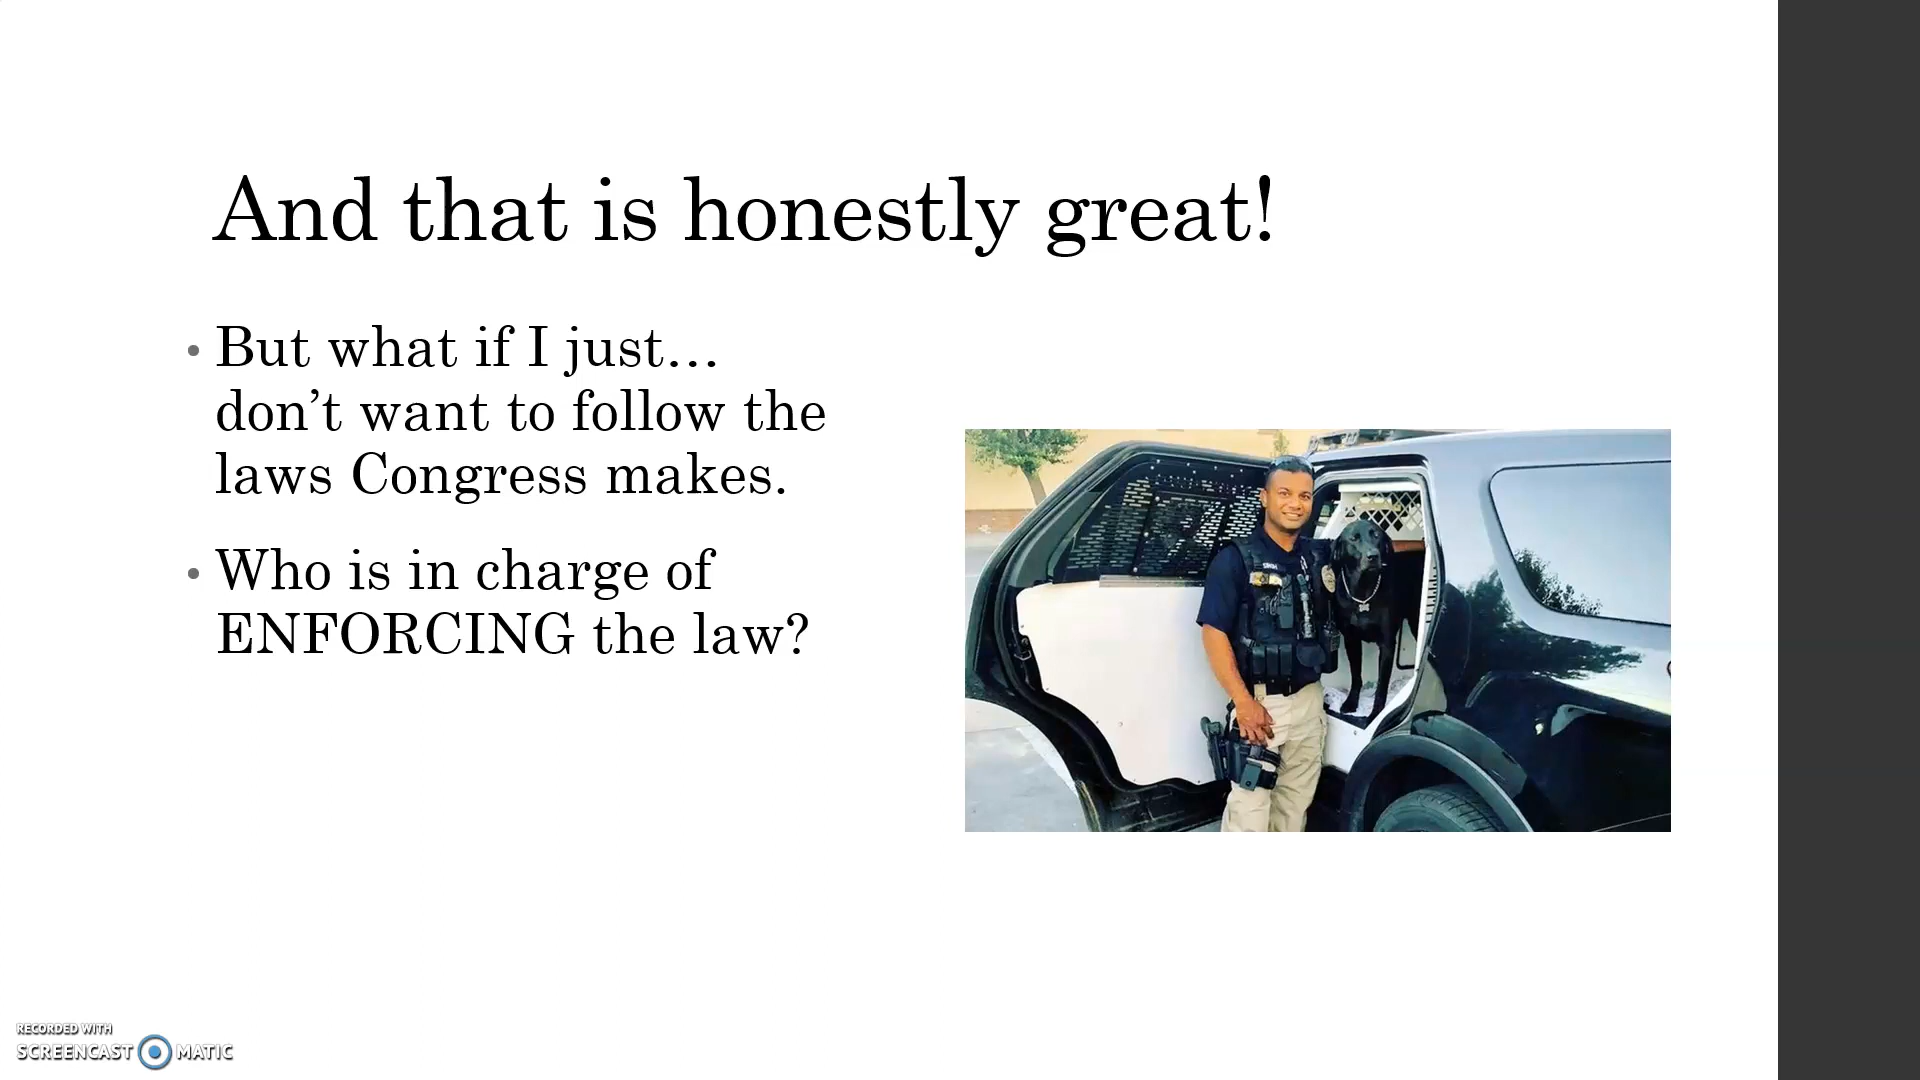 And that is honestly great!
• But what if I just…
don’t want to follow the
laws Congress makes.
• Who is in charge of
ENFORCING the law?
RECORDED WITH
SCREENCAST MATIC